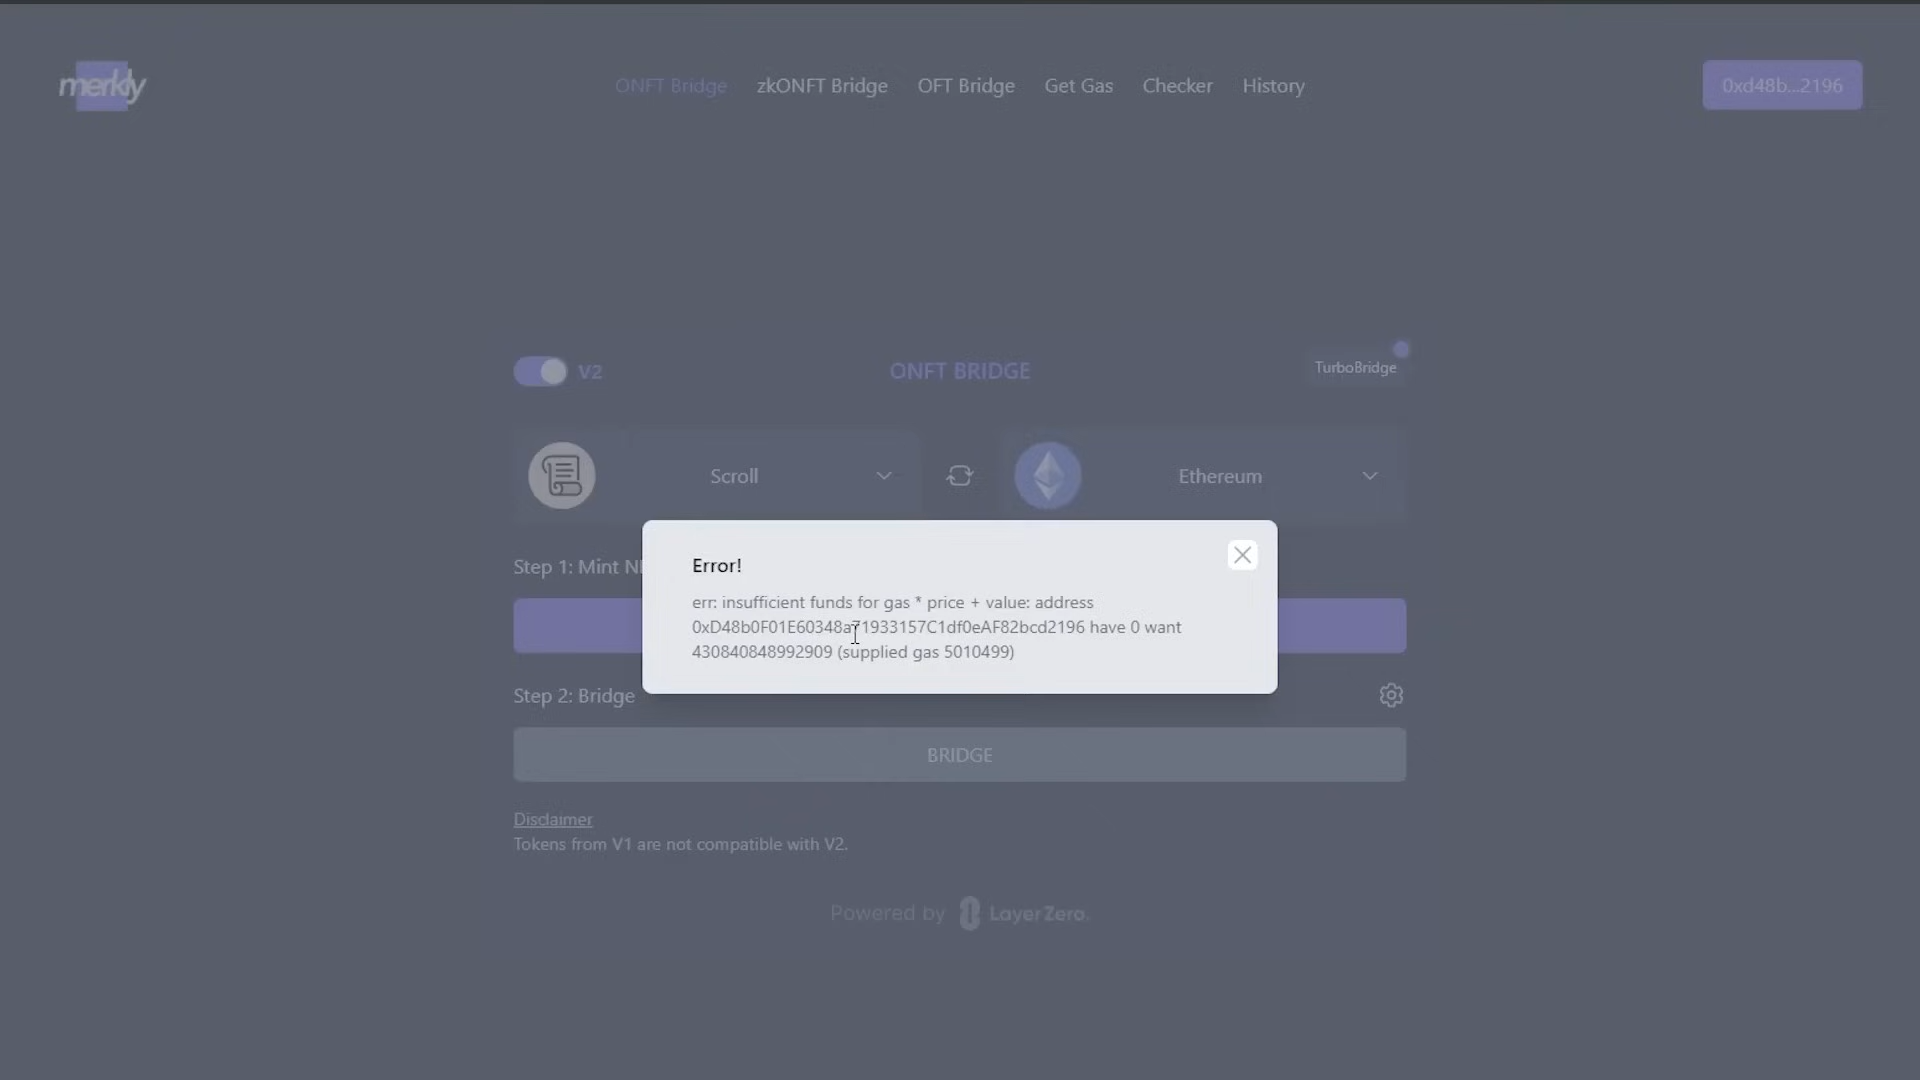 merkly
ONFT Bridge zkONFT Bridge OFT Bridge Get Gas Checker History
0xd48b...2196
V2
ONFT BRIDGE
TurboBridge
Scroll
Ethereum
Step 1: Mint
Error!
err: insufficient funds for gas * price + value: address
0xD48b0F01E60348a71933157C1df0eAF82bcd2196 have 0 want
430840848992909 (supplied gas 5010499)
Step 2: Bridge
BRIDGE
Disclaimer
Tokens from V1 are not compatible with V2.
Powered by LayerZero.